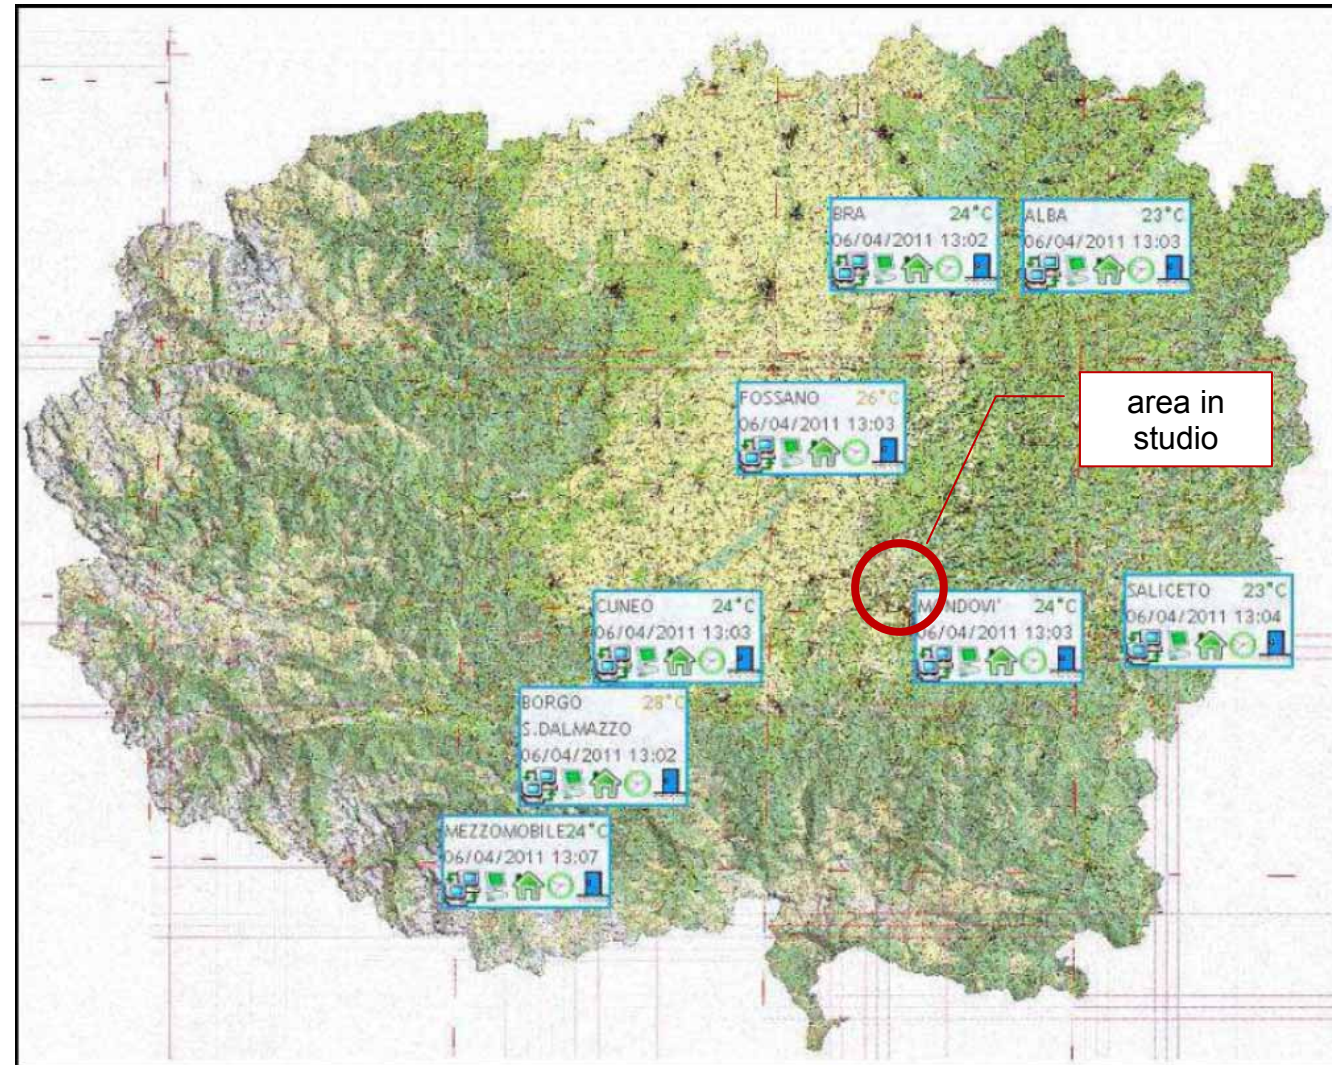 BRA 24°C
06/04/2011 13:02
ALBA 23°C
06/04/2011 13:03
FOSSANO 26°C
06/04/2011 13:03
area in
studio
CUNEO 24°C
06/04/2011 13:03
MONDOVI' 24°C
06/04/2011 13:03
SALICETO 23°C
06/04/2011 13:04
BORGO 28°C
S.DALMAZZO
06/04/2011 13:02
MEZZOMOBILE24°C
06/04/2011 13:07